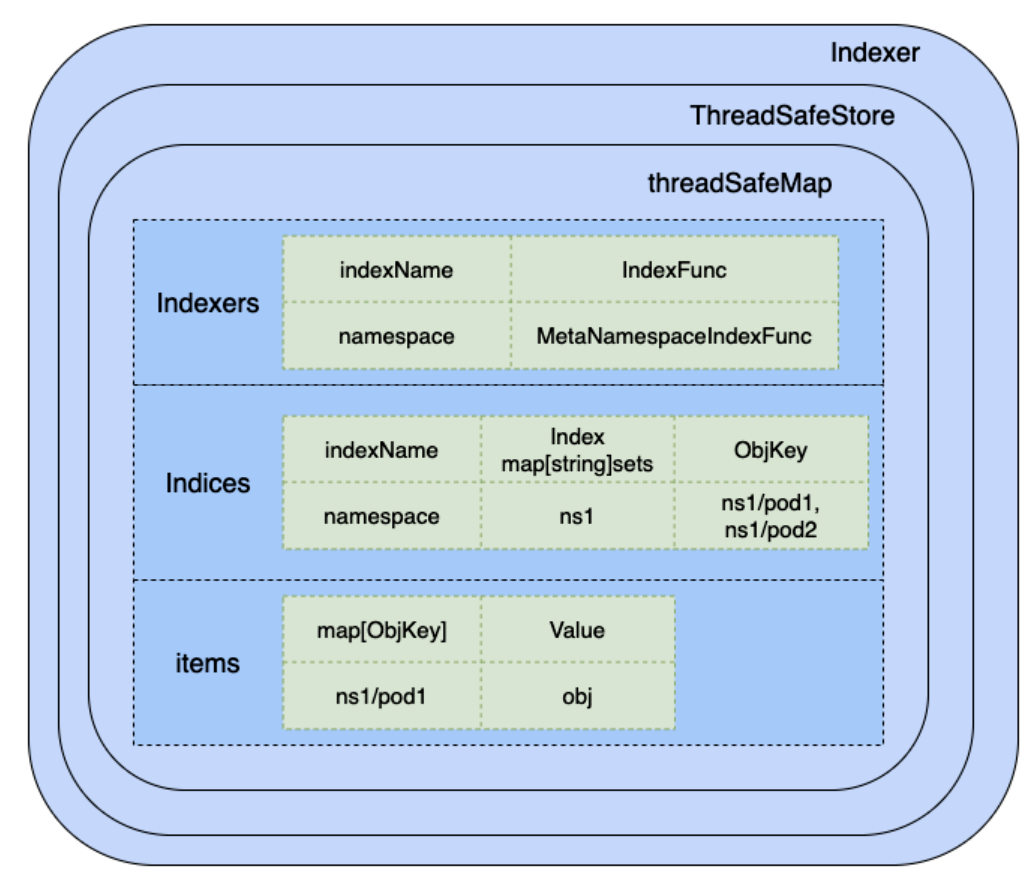 Indexer
ThreadSafeStore
threadSafeMap
Indexers
indexName
IndexFunc
namespace
MetaNamespaceIndexFunc
Indices
indexName
Index
map[string]sets
ObjKey
namespace
ns1
ns1/pod1,
ns1/pod2
items
map[ObjKey]
Value
ns1/pod1
obj